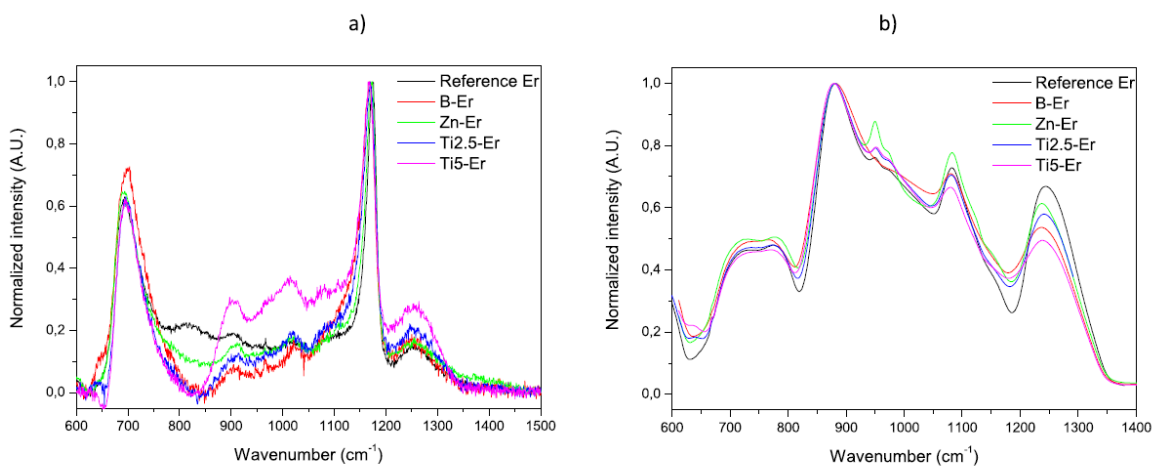 a)
Normalized intensity (A.U.)
1,0
0,8
0,6
0,4
0,2
0,0
Reference Er
B-Er
Zn-Er
Ti2.5-Er
Ti5-Er
600 700 800 900 1000 1100 1200 1300 1400 1500
Wavenumber (cm-1)
b)
Normalized intensity (A.U.)
1,0
0,8
0,6
0,4
0,2
0,0
Reference Er
B-Er
Zn-Er
Ti2.5-Er
Ti5-Er
600 700 800 900 1000 1100 1200 1300 1400
Wavenumber (cm-1)